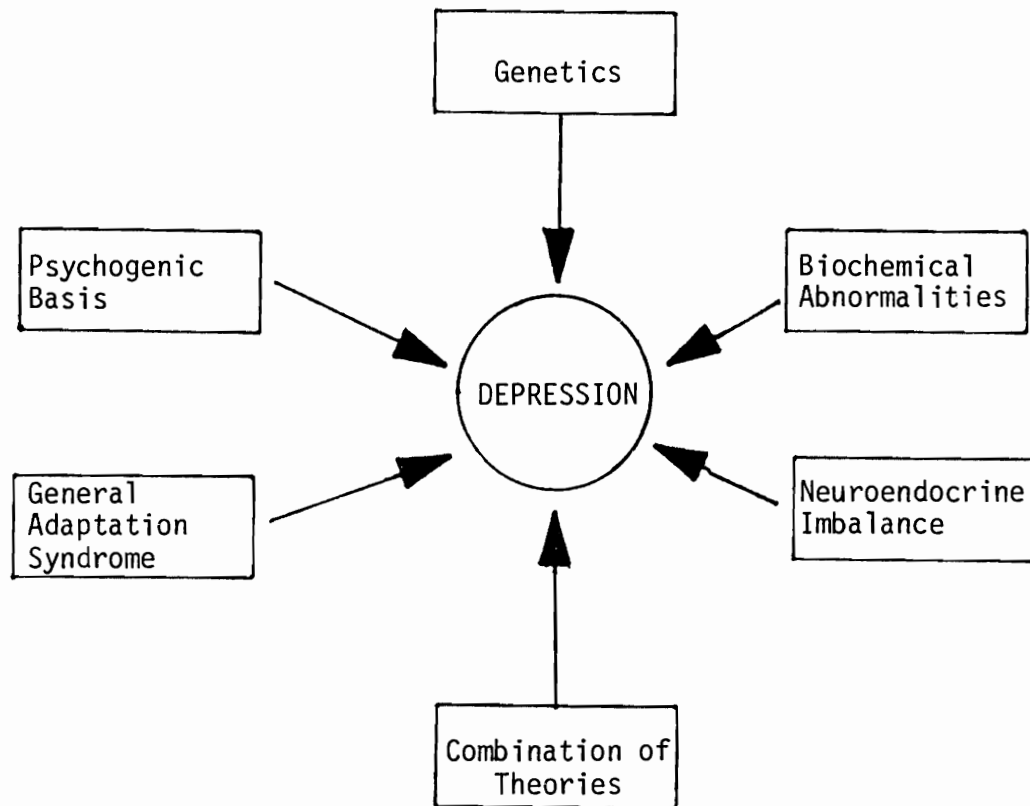 Genetics
Psychogenic
Basis
Biochemical
Abnormalities
DEPRESSION
General
Adaptation
Syndrome
Neuroendocrine
Imbalance
Combination of
Theories